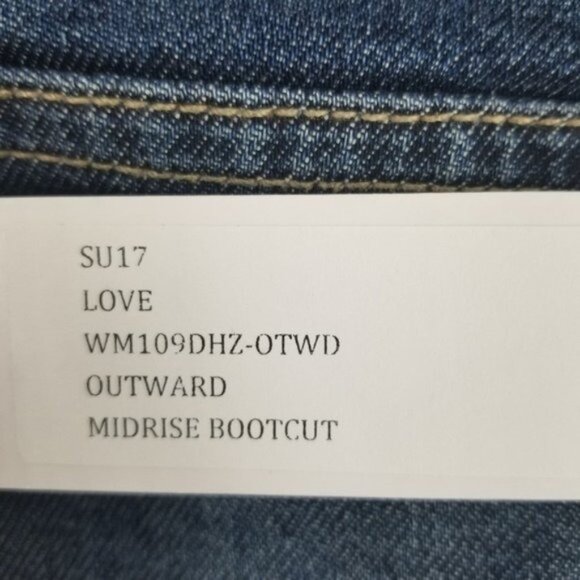 SU17
LOVE
WM109DHZ-OTWD
OUTWARD
MIDRISE BOOTCUT